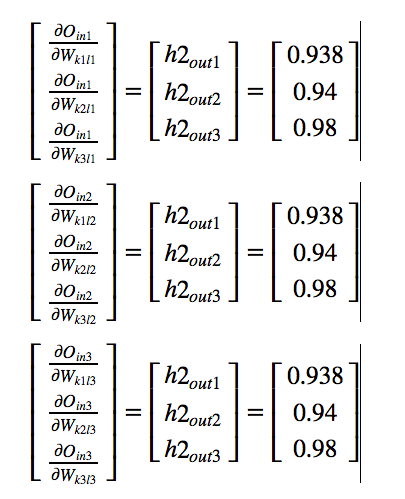 ∂O_in1/∂W_k1l1
∂O_in1/∂W_k2l1
∂O_in1/∂W_k3l1
=
h2_out1
h2_out2
h2_out3
=
0.938
0.94
0.98
∂O_in2/∂W_k1l2
∂O_in2/∂W_k2l2
∂O_in2/∂W_k3l2
=
h2_out1
h2_out2
h2_out3
=
0.938
0.94
0.98
∂O_in3/∂W_k1l3
∂O_in3/∂W_k2l3
∂O_in3/∂W_k3l3
=
h2_out1
h2_out2
h2_out3
=
0.938
0.94
0.98